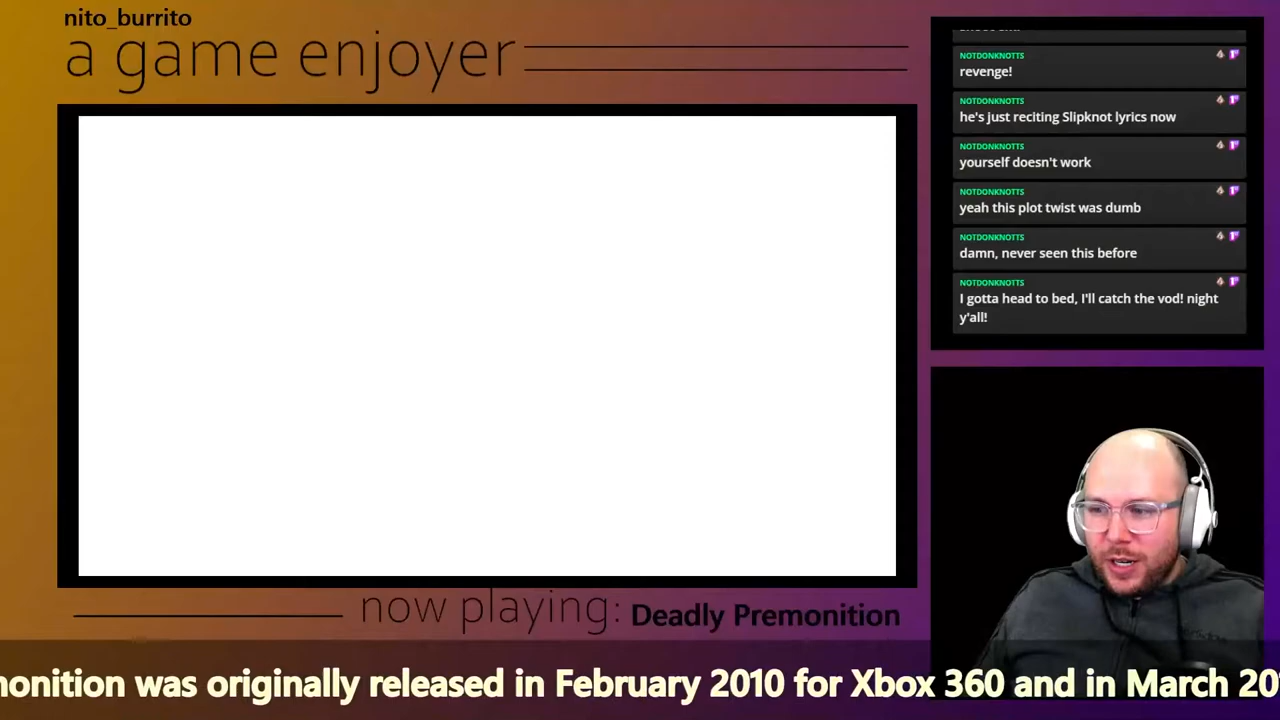 nito_burrito
a game enjoyer
NOTDONKNOTTS
revenge!
NOTDONKNOTTS
he's just reciting Slipknot lyrics now
NOTDONKNOTTS
yourself doesn't work
NOTDONKNOTTS
yeah this plot twist was dumb
NOTDONKNOTTS
damn, never seen this before
NOTDONKNOTTS
I gotta head to bed, I'll catch the vod! night
y'all!
now playing: Deadly Premonition
monition was originally released in February 2010 for Xbox 360 and in March 20